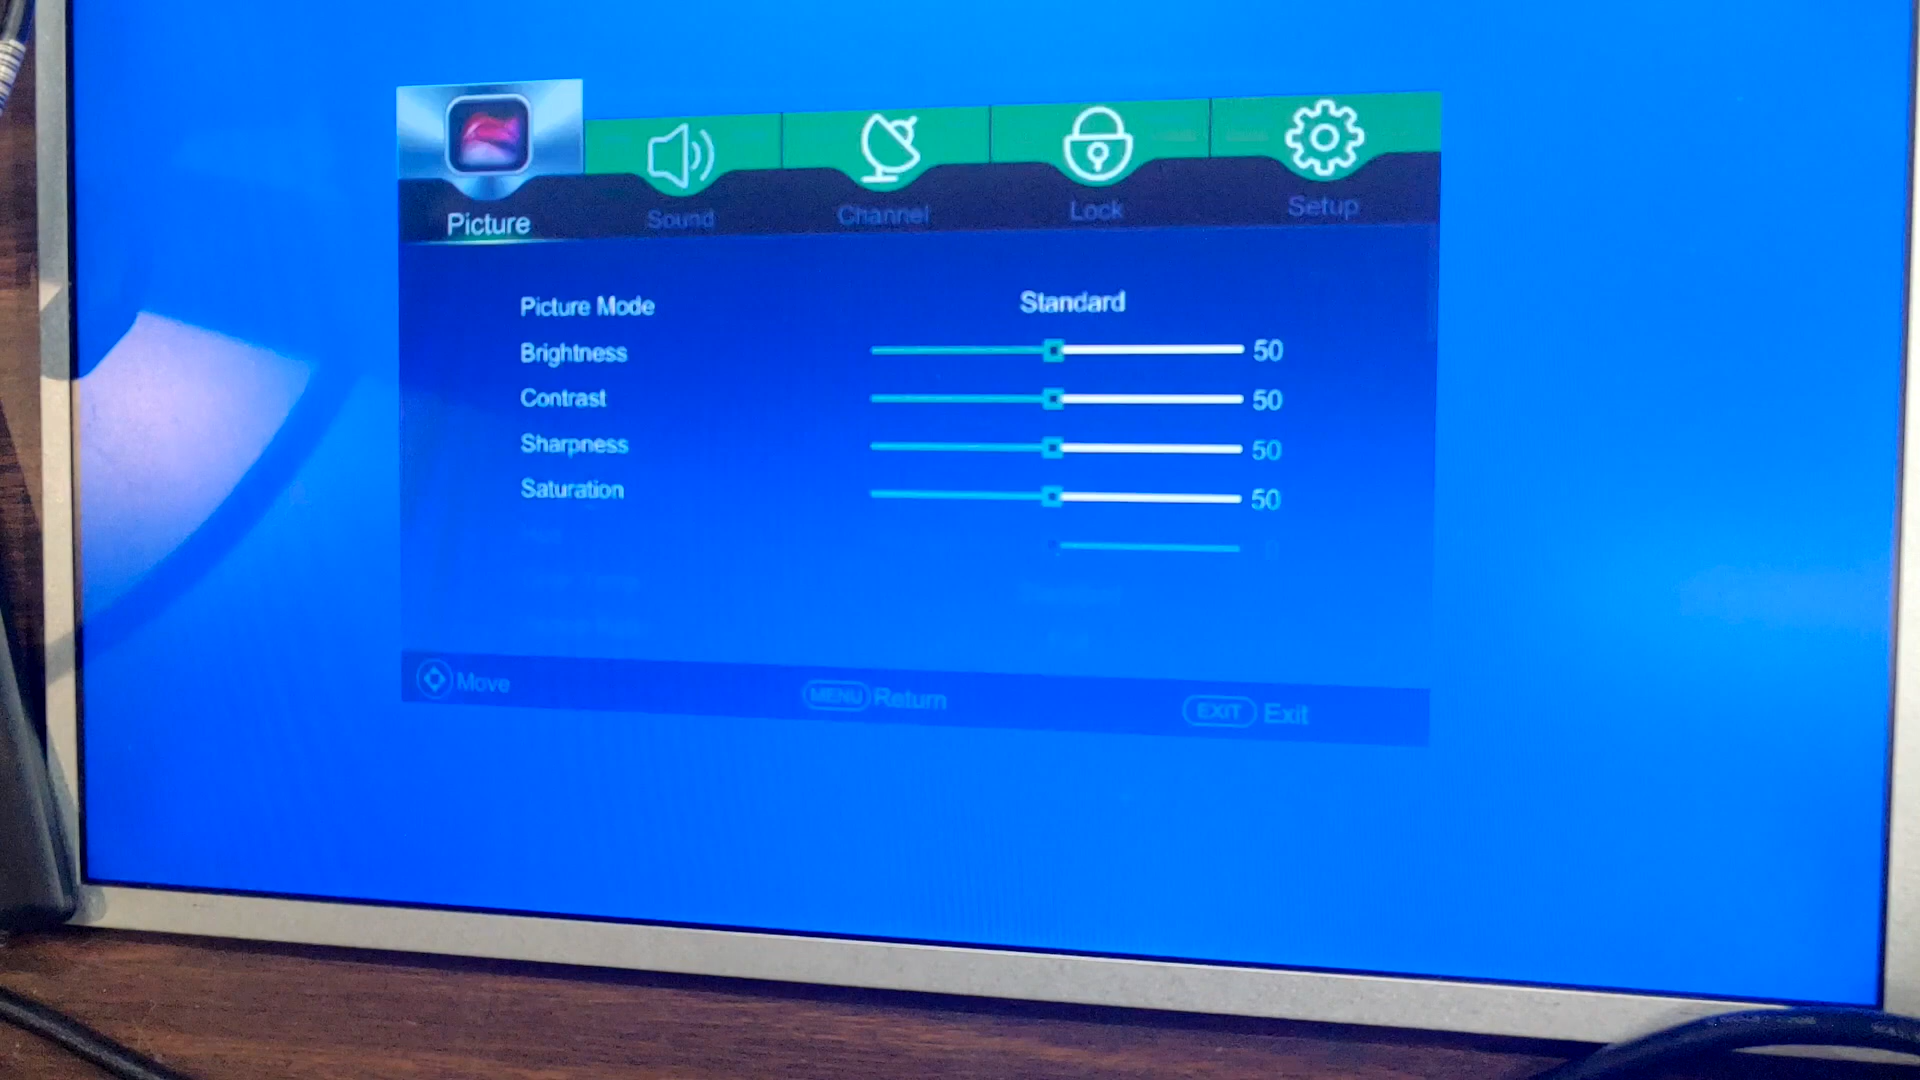 Picture Sound Channel Lock Setup
Picture Mode Standard
Brightness 50
Contrast 50
Sharpness 50
Saturation 50
Move MENU Return EXIT Exit